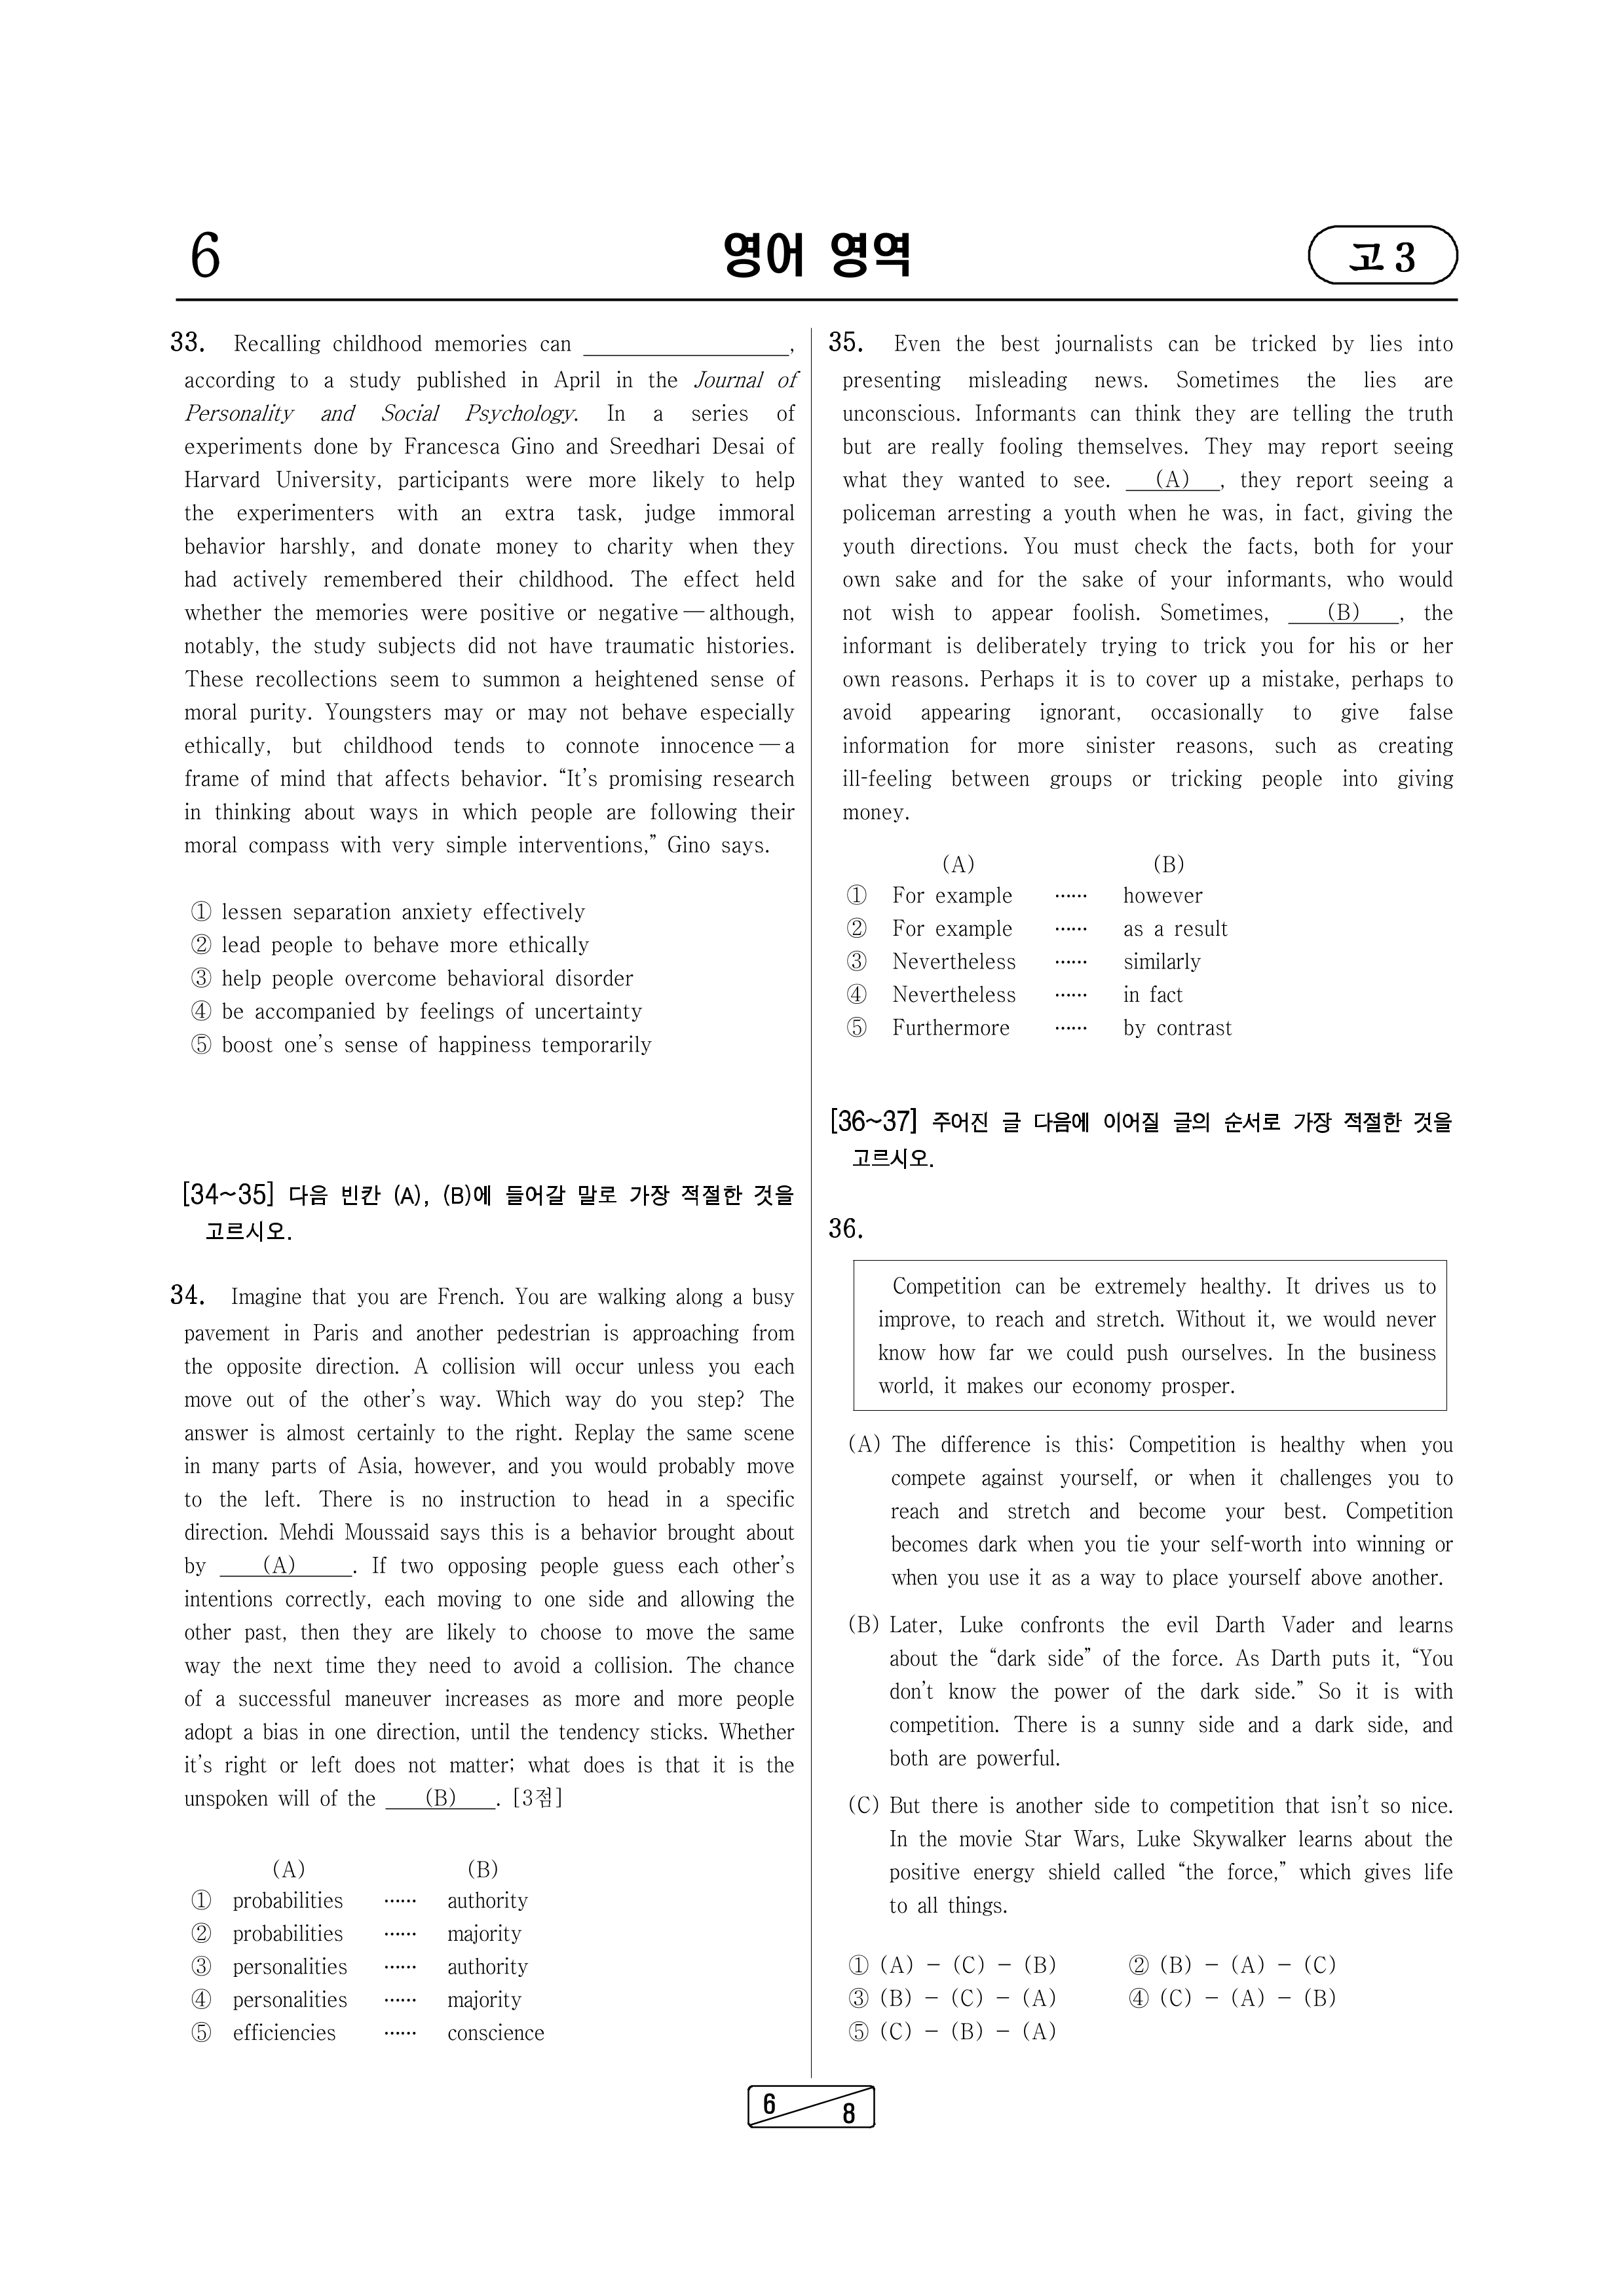 6
영어 영역
고 3
33. Recalling childhood memories can ____________,
according to a study published in April in the Journal of
Personality and Social Psychology. In a series of
experiments done by Francesca Gino and Sreedhari Desai of
Harvard University, participants were more likely to help
the experimenters with an extra task, judge immoral
behavior harshly, and donate money to charity when they
had actively remembered their childhood. The effect held
whether the memories were positive or negative — although,
notably, the study subjects did not have traumatic histories.
These recollections seem to summon a heightened sense of
moral purity. Youngsters may or may not behave especially
ethically, but childhood tends to connote innocence — a
frame of mind that affects behavior. “It’s promising research
in thinking about ways in which people are following their
moral compass with very simple interventions,” Gino says.
① lessen separation anxiety effectively
② lead people to behave more ethically
③ help people overcome behavioral disorder
④ be accompanied by feelings of uncertainty
⑤ boost one’s sense of happiness temporarily
[34~35] 다음 빈칸 (A), (B)에 들어갈 말로 가장 적절한 것을
고르시오.
34. Imagine that you are French. You are walking along a busy
pavement in Paris and another pedestrian is approaching from
the opposite direction. A collision will occur unless you each
move out of the other’s way. Which way do you step? The
answer is almost certainly to the right. Replay the same scene
in many parts of Asia, however, and you would probably move
to the left. There is no instruction to head in a specific
direction. Mehdi Moussaid says this is a behavior brought about
by ___(A)___. If two opposing people guess each other’s
intentions correctly, each moving to one side and allowing the
other past, then they are likely to choose to move the same
way the next time they need to avoid a collision. The chance
of a successful maneuver increases as more and more people
adopt a bias in one direction, until the tendency sticks. Whether
it’s right or left does not matter; what does is that it is the
unspoken will of the ___(B)___. [3점]
(A) (B)
① probabilities …… authority
② probabilities …… majority
③ personalities …… authority
④ personalities …… majority
⑤ efficiencies …… conscience
35. Even the best journalists can be tricked by lies into
presenting misleading news. Sometimes the lies are
unconscious. Informants can think they are telling the truth
but are really fooling themselves. They may report seeing
what they wanted to see. ___(A)___, they report seeing a
policeman arresting a youth when he was, in fact, giving the
youth directions. You must check the facts, both for your
own sake and for the sake of your informants, who would
not wish to appear foolish. Sometimes, ___(B)___, the
informant is deliberately trying to trick you for his or her
own reasons. Perhaps it is to cover up a mistake, perhaps to
avoid appearing ignorant, occasionally to give false
information for more sinister reasons, such as creating
ill-feeling between groups or tricking people into giving
money.
(A) (B)
① For example …… however
② For example …… as a result
③ Nevertheless …… similarly
④ Nevertheless …… in fact
⑤ Furthermore …… by contrast
[36~37] 주어진 글 다음에 이어질 글의 순서로 가장 적절한 것을
고르시오.
36.
Competition can be extremely healthy. It drives us to
improve, to reach and stretch. Without it, we would never
know how far we could push ourselves. In the business
world, it makes our economy prosper.
(A) The difference is this: Competition is healthy when you
compete against yourself, or when it challenges you to
reach and stretch and become your best. Competition
becomes dark when you tie your self-worth into winning or
when you use it as a way to place yourself above another.
(B) Later, Luke confronts the evil Darth Vader and learns
about the “dark side” of the force. As Darth puts it, “You
don’t know the power of the dark side.” So it is with
competition. There is a sunny side and a dark side, and
both are powerful.
(C) But there is another side to competition that isn’t so nice.
In the movie Star Wars, Luke Skywalker learns about the
positive energy shield called “the force,” which gives life
to all things.
① (A) - (C) - (B) ② (B) - (A) - (C)
③ (B) - (C) - (A) ④ (C) - (A) - (B)
⑤ (C) - (B) - (A)
6
8